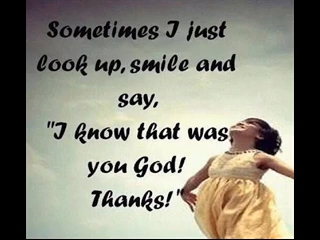 Sometimes I just
look up, smile and
say,
"I know that was
you God!
Thanks!"